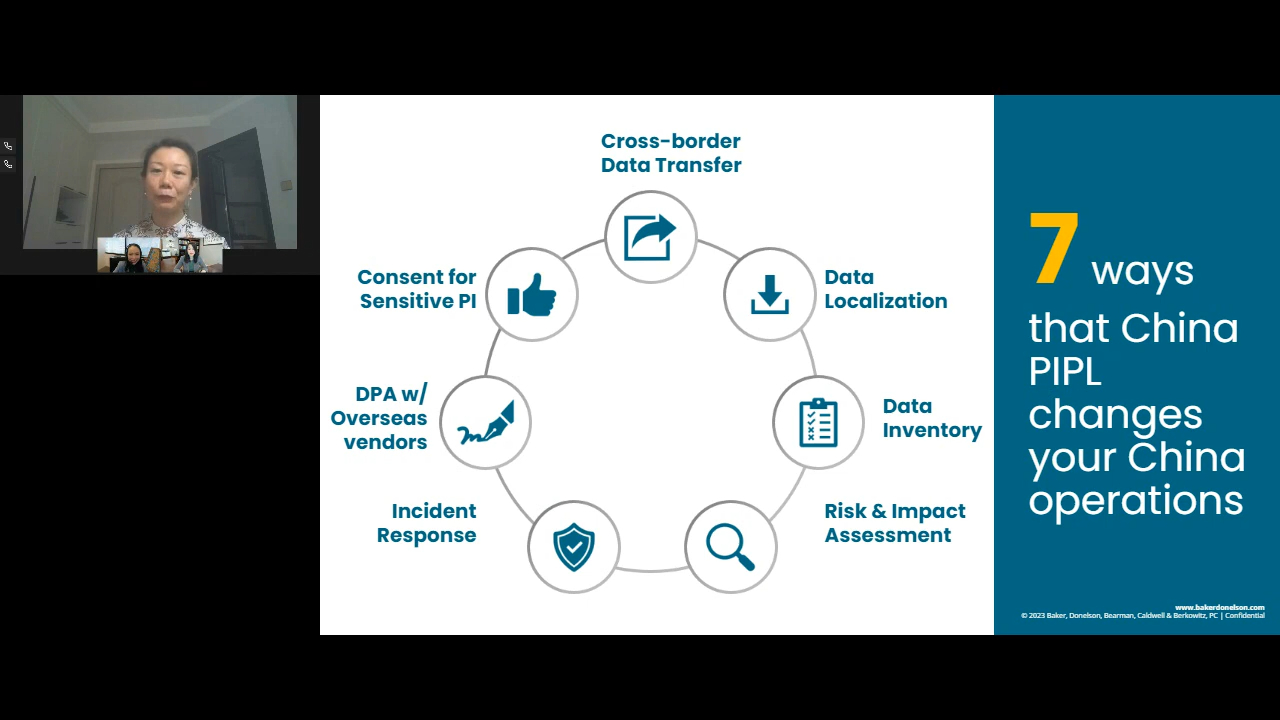 Cross-border
Data Transfer
Consent for
Sensitive PI
Data
Localization
DPA w/
Overseas
vendors
Data
Inventory
Incident
Response
Risk & Impact
Assessment
7 ways
that China
PIPL
changes
your China
operations
www.bakerdonelson.com
© 2023 Baker, Donelson, Bearman, Caldwell & Berkowitz, PC | Confidential